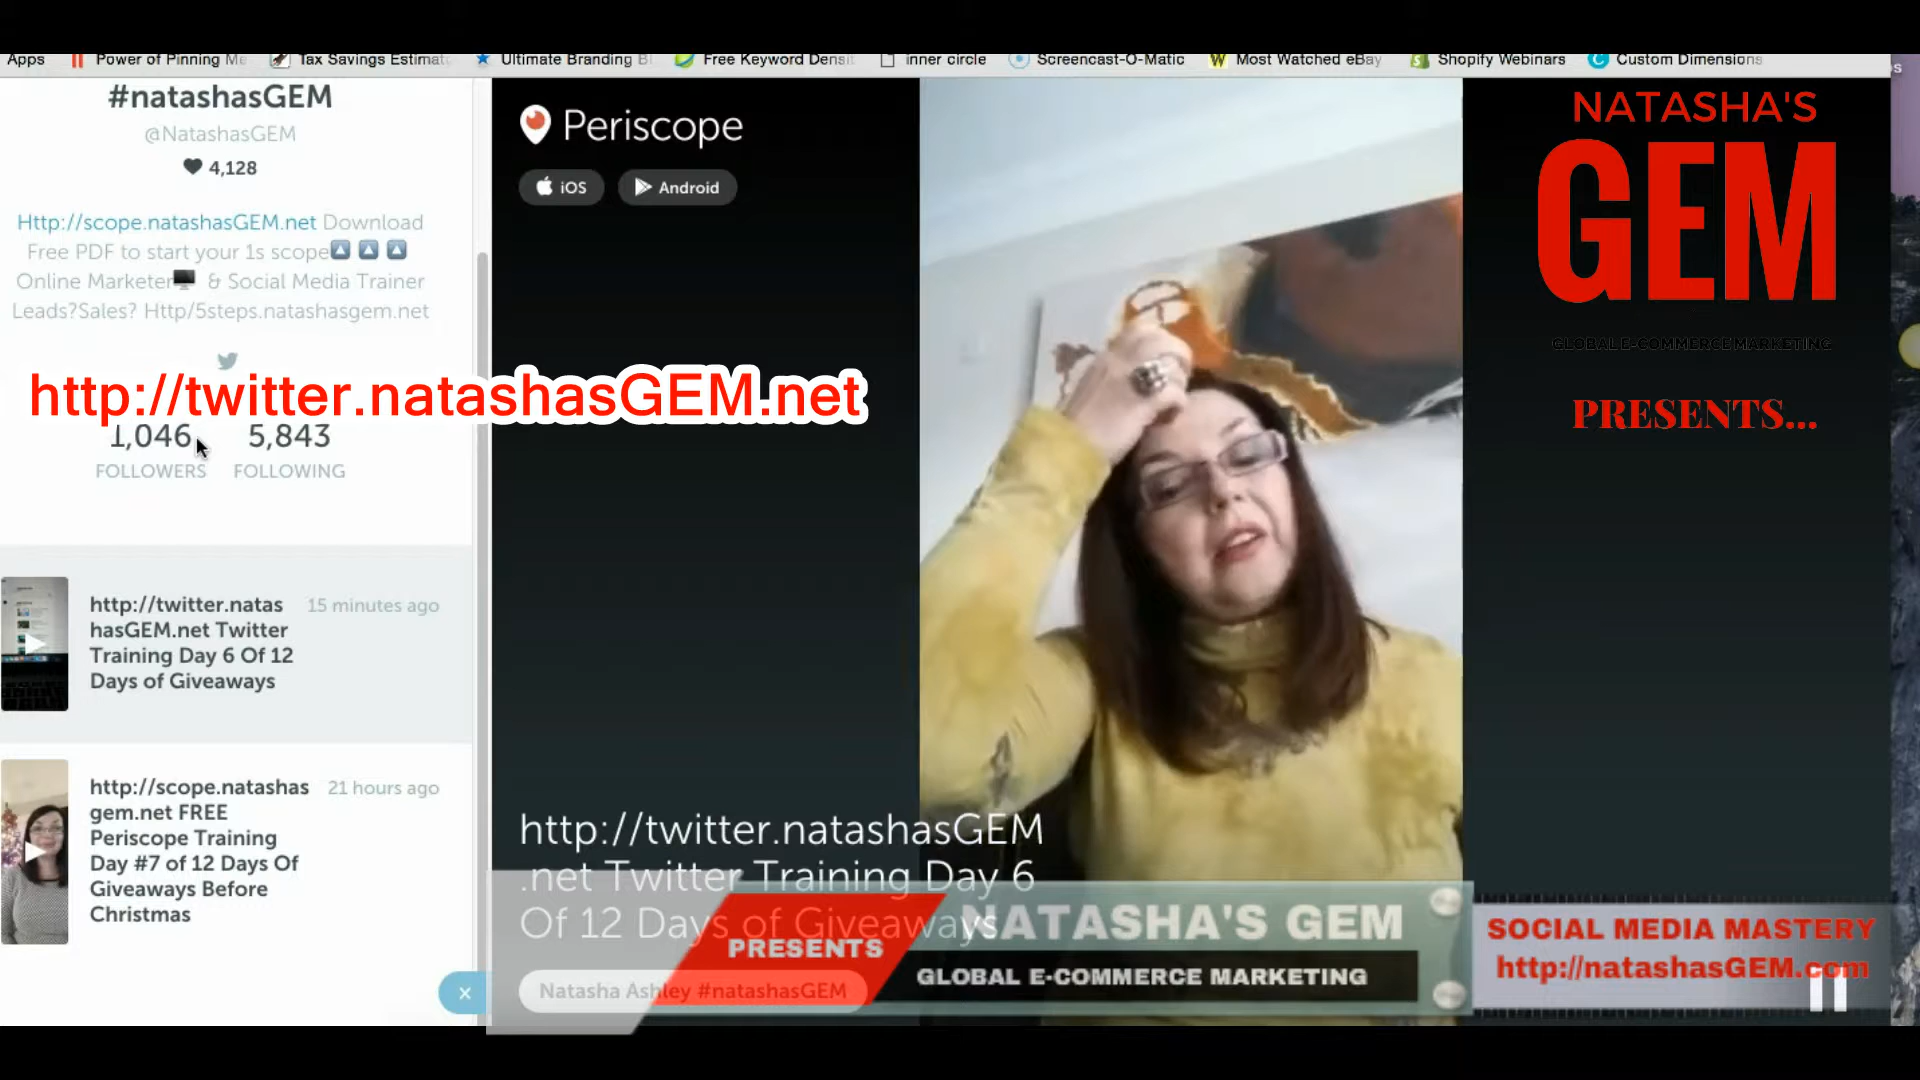 Apps
Power of Pinning Me
Tax Savings Estimat
Ultimate Branding B
Free Keyword Densit
inner circle
Screencast-O-Matic
Most Watched eBay
Shopify Webinars
Custom Dimensions
#natashasGEM
@NatashasGEM
4,128
Http://scope.natashasGEM.net Download
Free PDF to start your 1s scope
Online Marketer & Social Media Trainer
Leads?Sales? Http/5steps.natashasgem.net
http://twitter.natashasGEM.net
1,046 5,843
FOLLOWERS FOLLOWING
http://twitter.natas 15 minutes ago
hasGEM.net Twitter
Training Day 6 Of 12
Days of Giveaways
http://scope.natashas 21 hours ago
gem.net FREE
Periscope Training
Day #7 of 12 Days Of
Giveaways Before
Christmas
Periscope
iOS Android
http://twitter.natashasGEM
.net Twitter Training Day 6
Of 12 Days of Giveaways
Natasha Ashley #natashasGEM
PRESENTS
NATASHA'S GEM
GLOBAL E-COMMERCE MARKETING
NATASHA'S
GEM
GLOBAL E-COMMERCE MARKETING
PRESENTS...
SOCIAL MEDIA MASTERY
http://natashasGEM.com